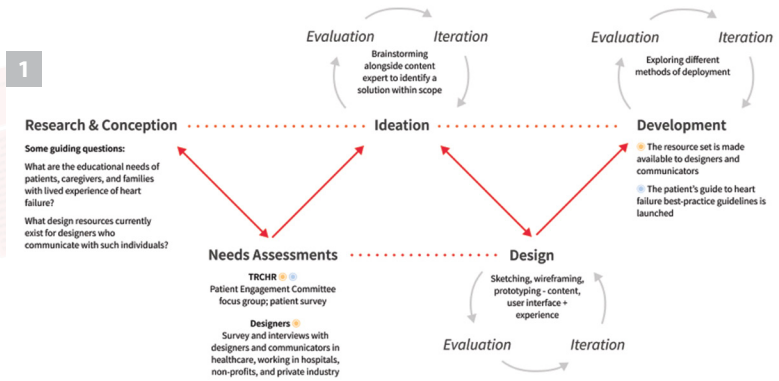 1
Evaluation
Iteration
Brainstorming
alongside content
expert to identify a
solution within scope
Evaluation
Iteration
Exploring different
methods of deployment
Research & Conception
Ideation
Development
Some guiding questions:
What are the educational needs of
patients, caregivers, and families
with lived experience of heart
failure?
What design resources currently
exist for designers who
communicate with such individuals?
The resource set is made
available to designers and
communicators
The patient's guide to heart
failure best-practice guidelines is
launched
Needs Assessments
Design
TRCHR
Patient Engagement Committee
focus group; patient survey
Designers
Survey and interviews with
designers and communicators in
healthcare, working in hospitals,
non-profits, and private industry
Sketching, wireframing,
prototyping - content,
user interface +
experience
Evaluation
Iteration